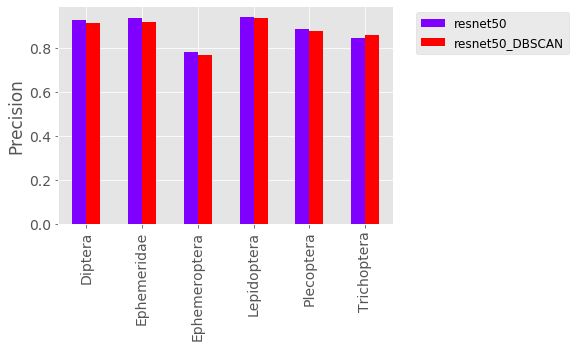 resnet50
resnet50_DBSCAN
Precision
0.8
0.6
0.4
0.2
0.0
Diptera
Ephemeridae
Ephemeroptera
Lepidoptera
Plecoptera
Trichoptera